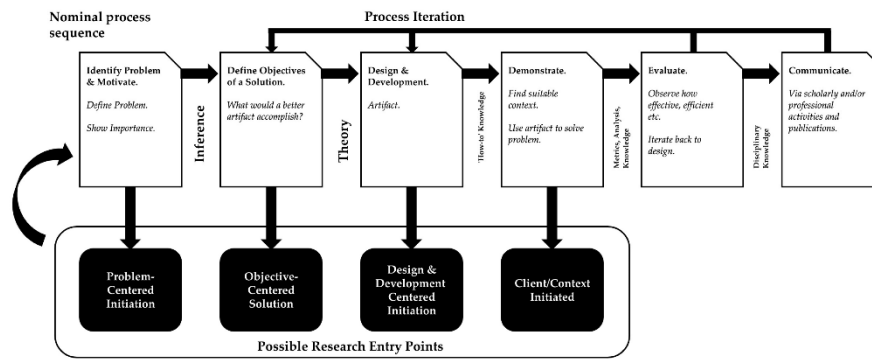 Nominal process
sequence
Process Iteration
Identify Problem
& Motivate.
Define Problem.
Show Importance.
Inference
Define Objectives
of a Solution.
What would a better
artifact accomplish?
Theory
Design &
Development.
Artifact.
'How-to' Knowledge
Demonstrate.
Find suitable
context.
Use artifact to solve
problem.
Metrics, Analysis,
Knowledge
Evaluate.
Observe how
effective, efficient
etc.
Iterate back to
design.
Disciplinary
Knowledge
Communicate.
Via scholarly and/or
professional
activities and
publications.
Problem-
Centered
Initiation
Objective-
Centered
Solution
Design &
Development
Centered
Initiation
Client/Context
Initiated
Possible Research Entry Points